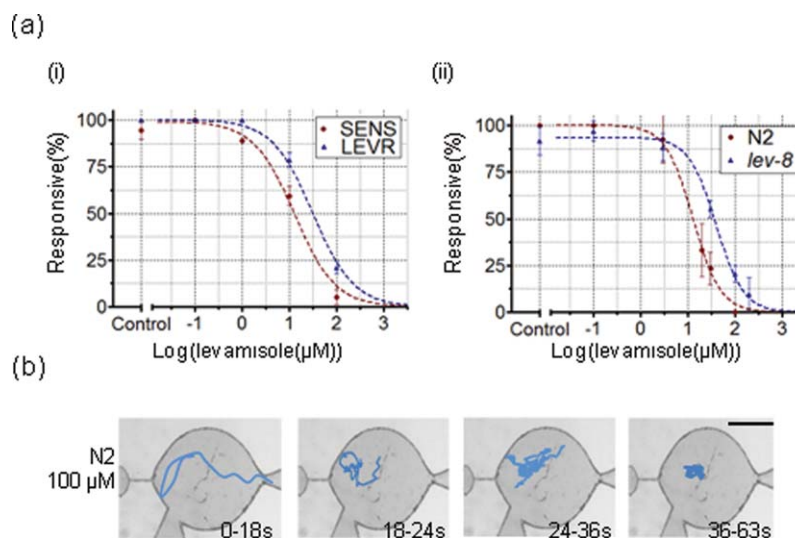 (a)
(i)
(ii)
100
75
50
25
0
Responsive(%)
SENS
LEVR
Control -1 0 1 2 3
Log(levamisole(µM))
100
75
50
25
0
Responsive(%)
N2
lev-8
Control -1 0 1 2 3
Log(levamisole(µM))
(b)
N2
100 µM
0-18s
18-24s
24-36s
36-63s